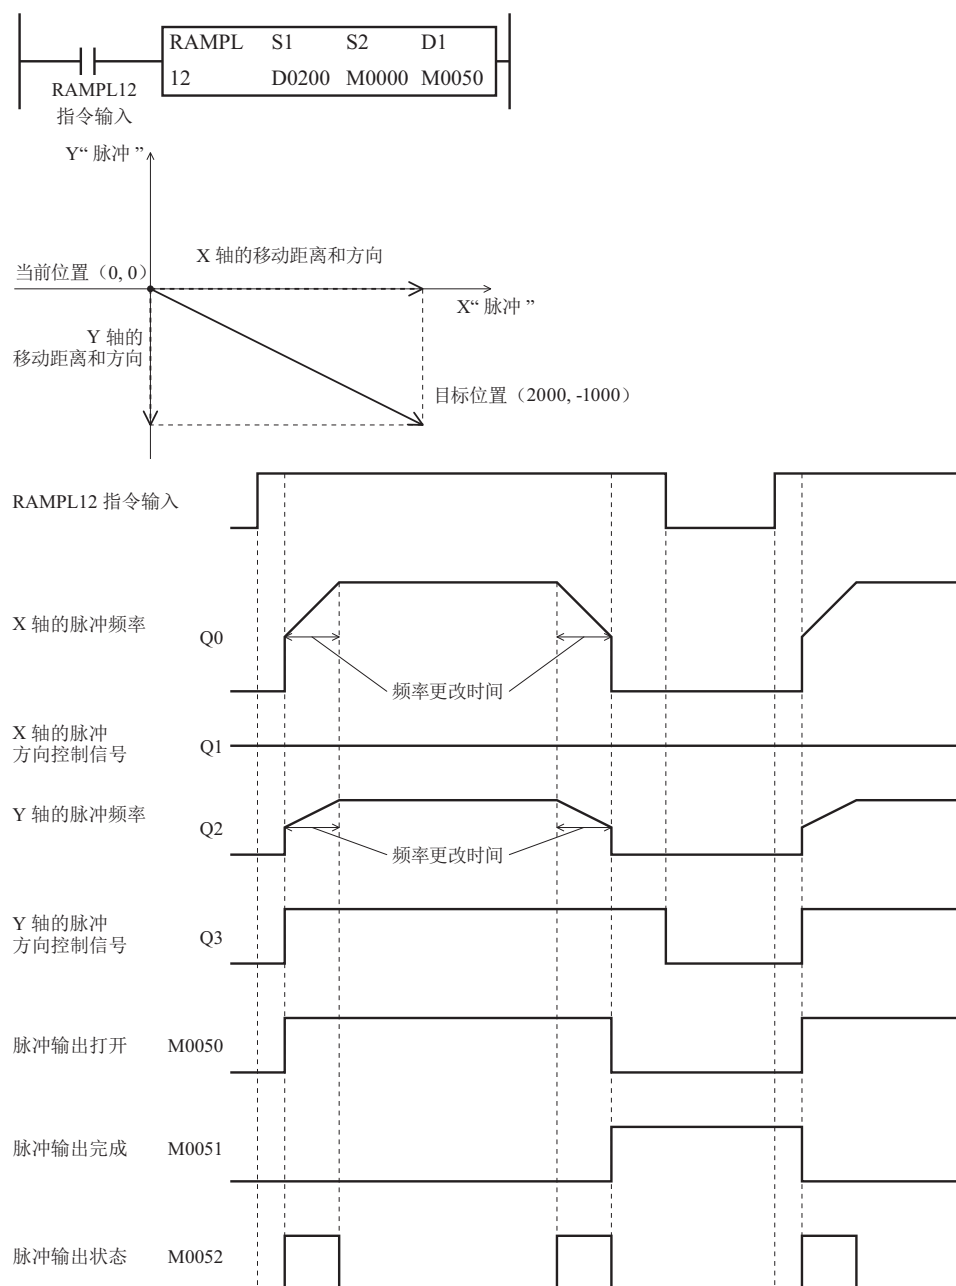 RAMPL S1 S2 D1
12 D0200 M0000 M0050
RAMPL12
指令输入
Y“ 脉冲 ”
X 轴的移动距离和方向
当前位置（0, 0）
X“ 脉冲 ”
Y 轴的
移动距离和方向
目标位置（2000, -1000）
RAMPL12 指令输入
X 轴的脉冲频率 Q0
频率更改时间
X 轴的脉冲
方向控制信号 Q1
Y 轴的脉冲频率 Q2
频率更改时间
Y 轴的脉冲
方向控制信号 Q3
脉冲输出打开 M0050
脉冲输出完成 M0051
脉冲输出状态 M0052